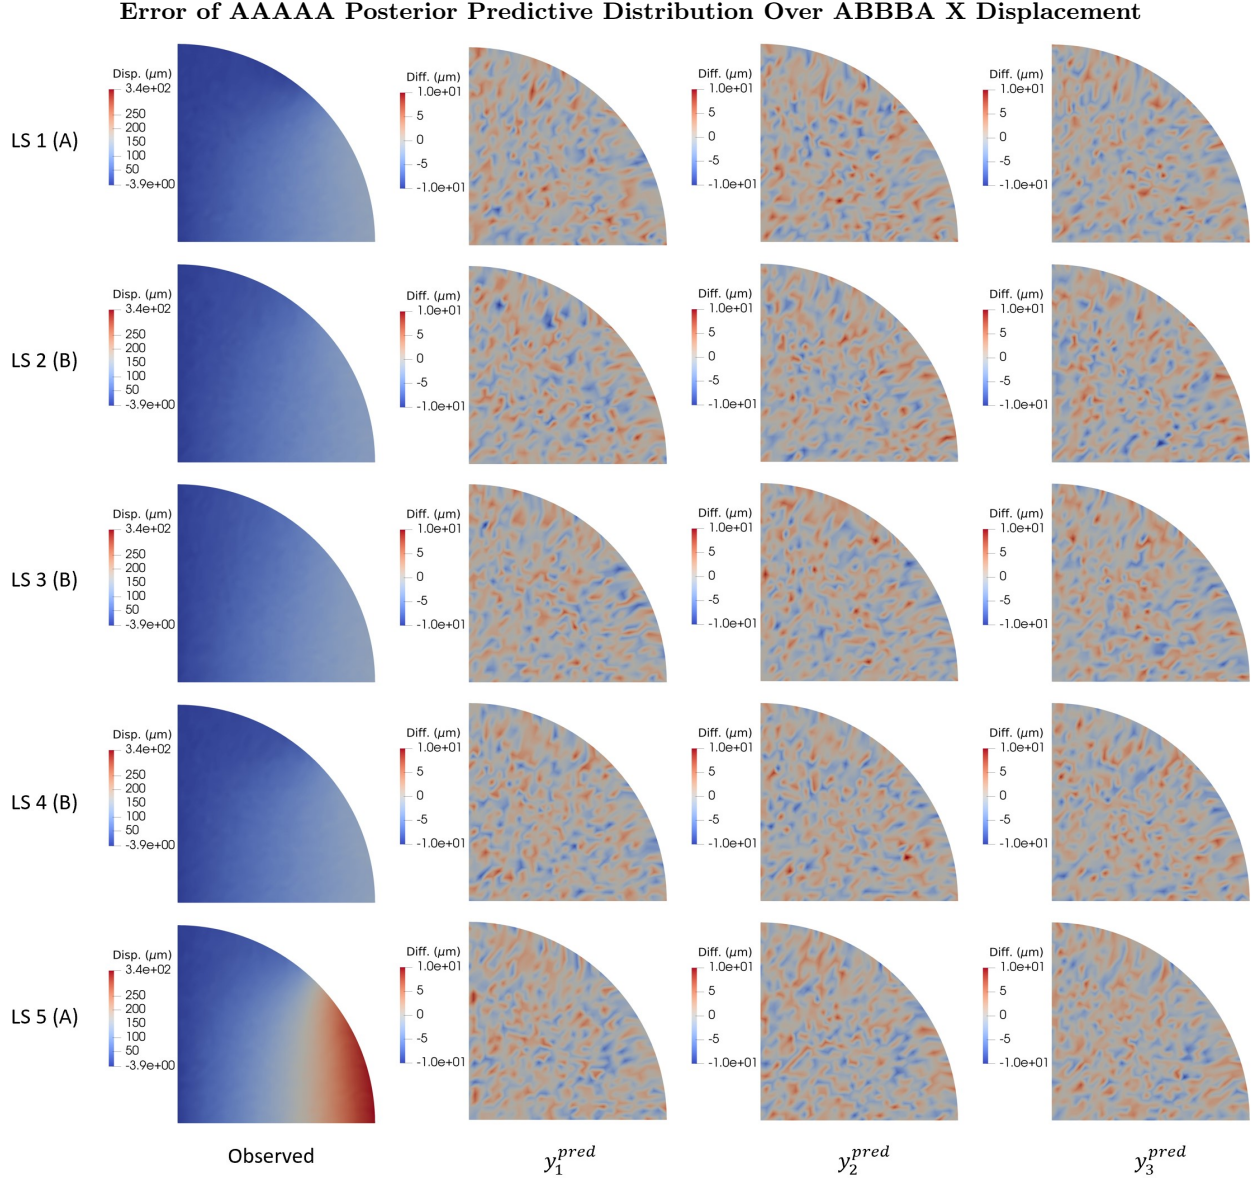 Error of AAAAA Posterior Predictive Distribution Over ABBBA X Displacement
LS 1 (A)
Disp. (μm)
3.4e+02
250
200
150
100
50
-3.9e+00
Diff. (μm)
1.0e+01
5
0
-5
-1.0e+01
Diff. (μm)
1.0e+01
5
0
-5
-1.0e+01
Diff. (μm)
1.0e+01
5
0
-5
-1.0e+01
LS 2 (B)
Disp. (μm)
3.4e+02
250
200
150
100
50
-3.9e+00
Diff. (μm)
1.0e+01
5
0
-5
-1.0e+01
Diff. (μm)
1.0e+01
5
0
-5
-1.0e+01
Diff. (μm)
1.0e+01
5
0
-5
-1.0e+01
LS 3 (B)
Disp. (μm)
3.4e+02
250
200
150
100
50
-3.9e+00
Diff. (μm)
1.0e+01
5
0
-5
-1.0e+01
Diff. (μm)
1.0e+01
5
0
-5
-1.0e+01
Diff. (μm)
1.0e+01
5
0
-5
-1.0e+01
LS 4 (B)
Disp. (μm)
3.4e+02
250
200
150
100
50
-3.9e+00
Diff. (μm)
1.0e+01
5
0
-5
-1.0e+01
Diff. (μm)
1.0e+01
5
0
-5
-1.0e+01
Diff. (μm)
1.0e+01
5
0
-5
-1.0e+01
LS 5 (A)
Disp. (μm)
3.4e+02
250
200
150
100
50
-3.9e+00
Diff. (μm)
1.0e+01
5
0
-5
-1.0e+01
Diff. (μm)
1.0e+01
5
0
-5
-1.0e+01
Diff. (μm)
1.0e+01
5
0
-5
-1.0e+01
Observed
y_1^{pred}
y_2^{pred}
y_3^{pred}